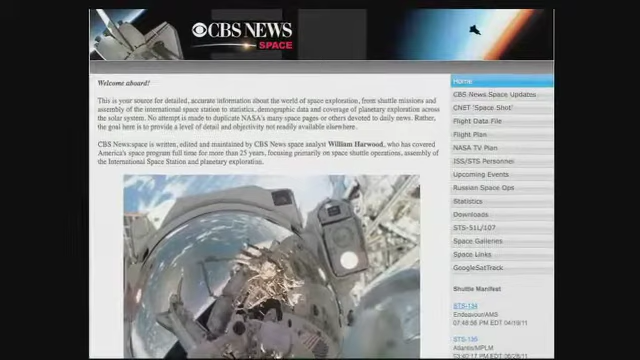 CBS NEWS
SPACE
Welcome aboard!
This is your source for detailed, accurate information about the world of space exploration, from shuttle missions and
assembly of the international space station to statistics, demographic data and coverage of planetary exploration across
the solar system. No attempt is made to duplicate NASA's many space pages or others devoted to daily news. Rather,
the goal here is to provide a level of detail and objectivity not readily available elsewhere.
CBS News:space is written, edited and maintained by CBS News space analyst William Harwood, who has covered
America's space program full time for more than 25 years, focusing primarily on space shuttle operations, assembly of
the International Space Station and planetary exploration.
Home
CBS News Space Updates
CNET 'Space Shot'
Flight Data File
Flight Plan
NASA TV Plan
ISS/STS Personnel
Upcoming Events
Russian Space Ops
Statistics
Downloads
STS-51L/107
Space Galleries
Space Links
GoogleSatTrack
Shuttle Manifest
STS-134
Endeavour/AMS
07:48:56 PM EDT 04/19/11
STS-135
Atlantis/MPLM